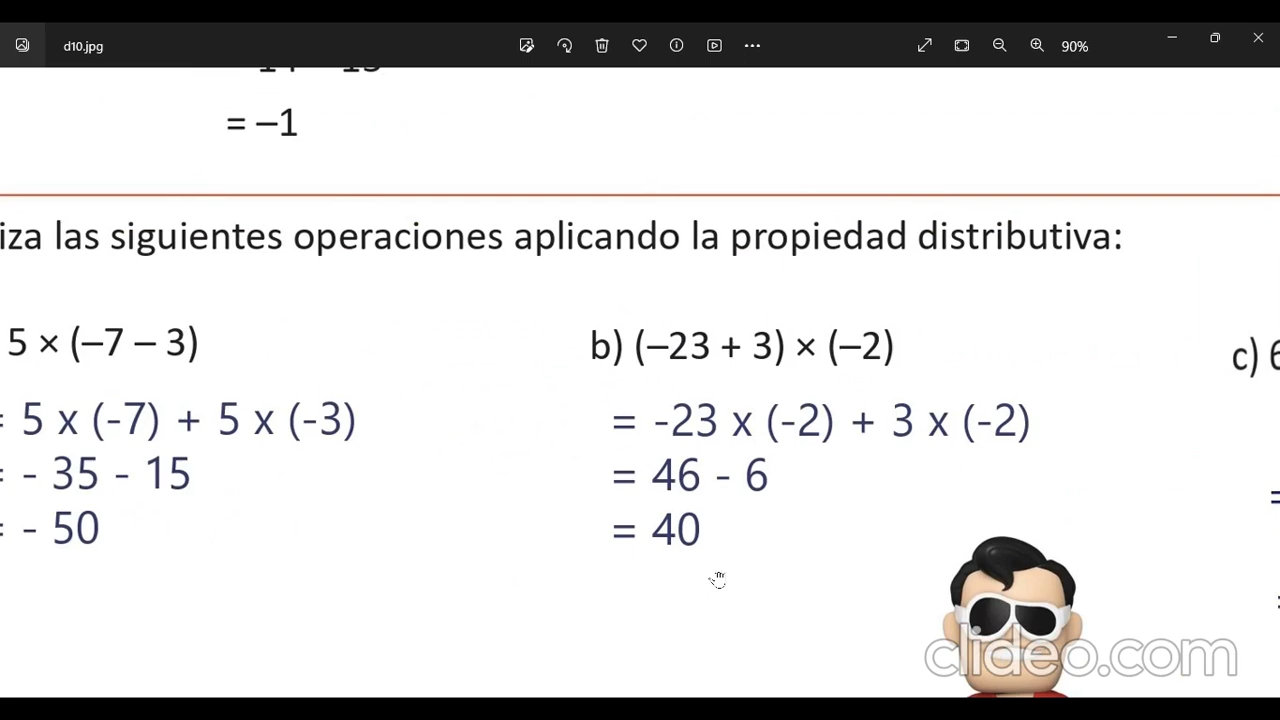 d10.jpg
90%
= –1
iza las siguientes operaciones aplicando la propiedad distributiva:
5 × (–7 – 3)
= 5 x (-7) + 5 x (-3)
= - 35 - 15
= - 50
b) (–23 + 3) × (–2)
= -23 x (-2) + 3 x (-2)
= 46 - 6
= 40
c) 6
=
clideo.com